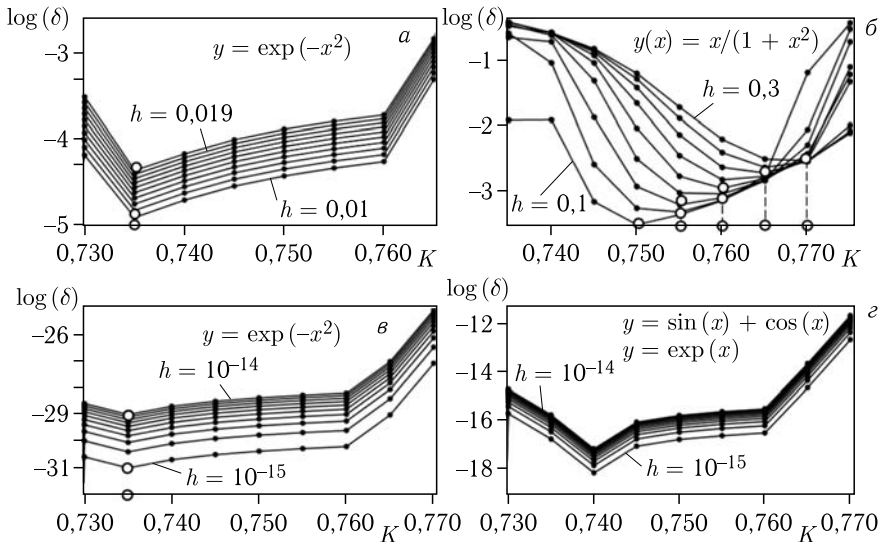 log (δ)
а
y = exp (−x²)
−3
h = 0,019
−4
h = 0,01
−5
0,730 0,740 0,750 0,760 K
log (δ)
б
y(x) = x/(1 + x²)
−1
h = 0,3
−2
−3
h = 0,1
0,740 0,750 0,760 0,770 K
log (δ)
в
y = exp (−x²)
−26
h = 10⁻¹⁴
−29
−31
h = 10⁻¹⁵
0,730 0,740 0,750 0,760 K 0,770
log (δ)
г
y = sin (x) + cos (x)
y = exp (x)
−12
h = 10⁻¹⁴
−14
−16
h = 10⁻¹⁵
−18
0,730 0,740 0,750 0,760 K 0,770